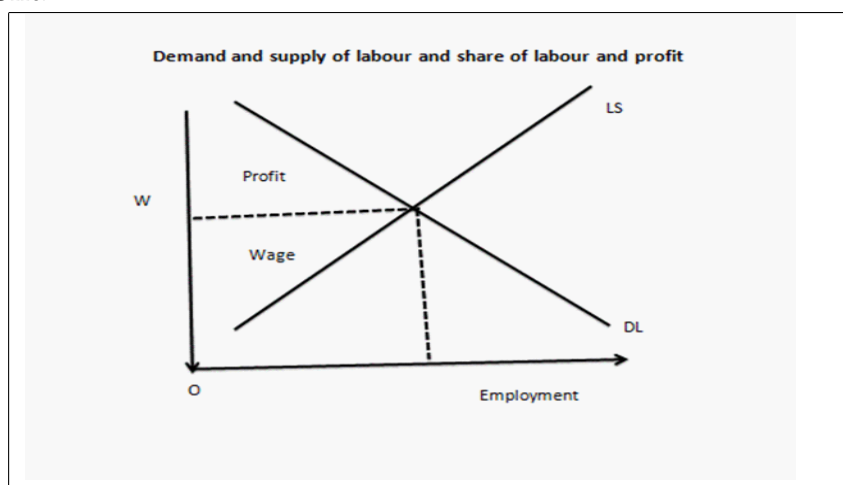 Demand and supply of labour and share of labour and profit
LS
Profit
W
Wage
DL
O
Employment